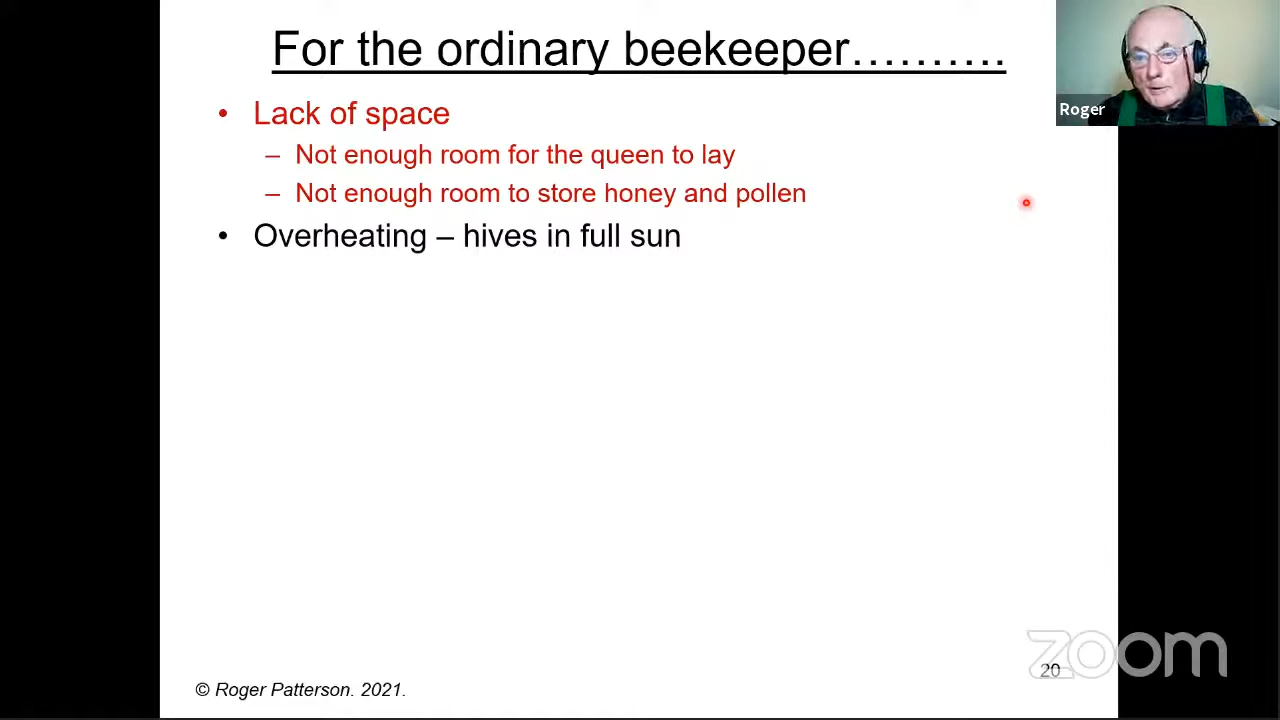 For the ordinary beekeeper……….
• Lack of space
– Not enough room for the queen to lay
– Not enough room to store honey and pollen
• Overheating – hives in full sun
Roger
zoom
20
© Roger Patterson. 2021.